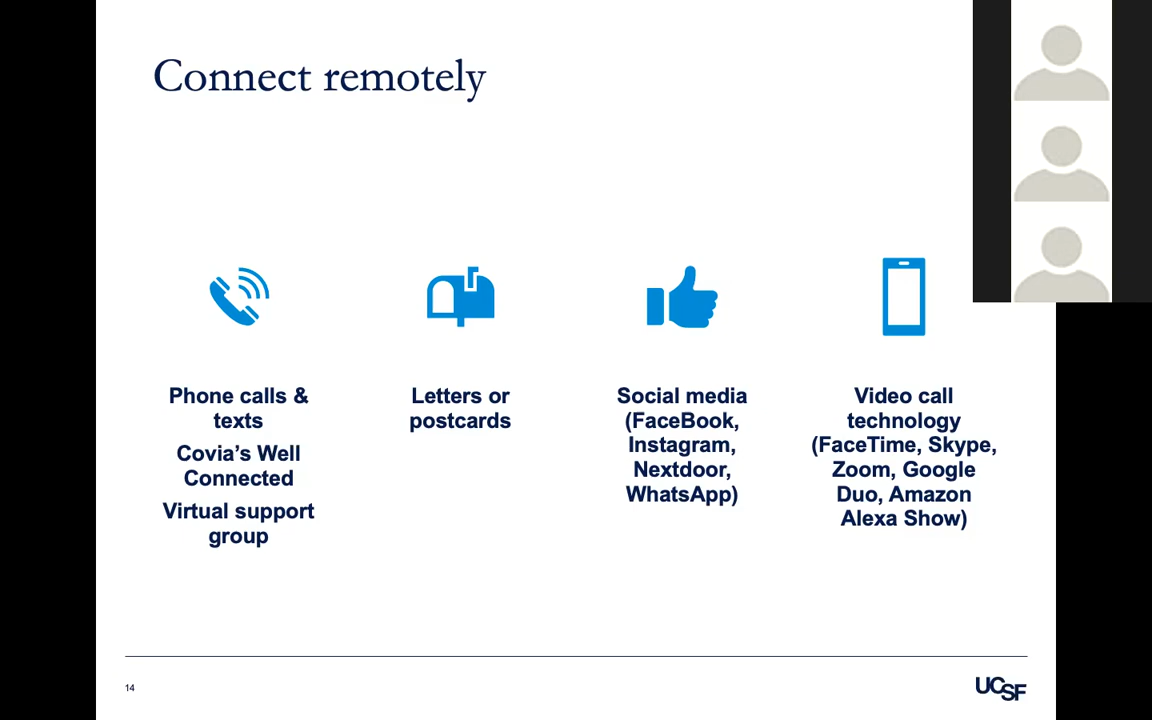 Connect remotely
Phone calls &
texts
Covia's Well
Connected
Virtual support
group
Letters or
postcards
Social media
(FaceBook,
Instagram,
Nextdoor,
WhatsApp)
Video call
technology
(FaceTime, Skype,
Zoom, Google
Duo, Amazon
Alexa Show)
14
UCSF